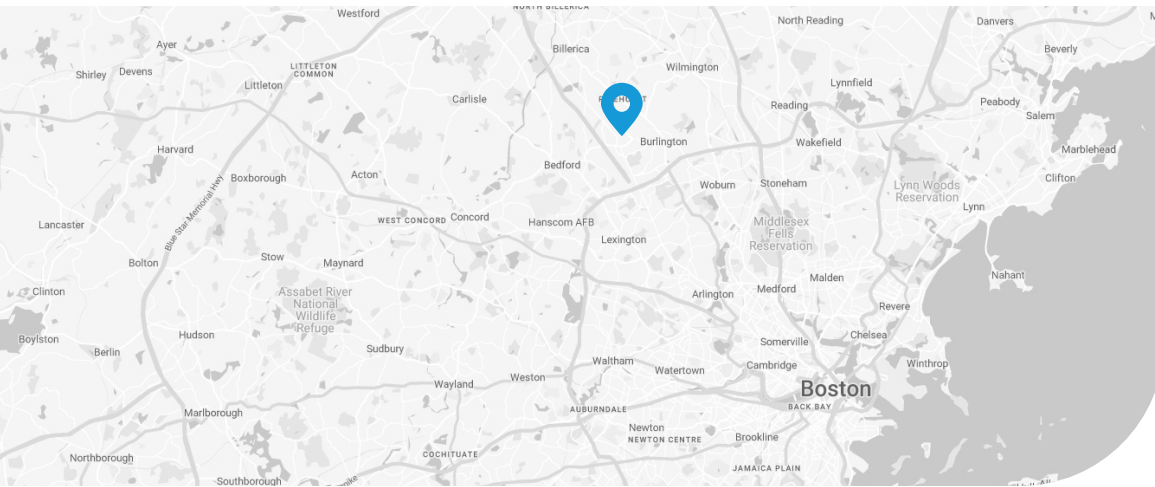 NORTH BILLERICA
Westford
North Reading
Danvers
Ayer
Billerica
Beverly
LITTLETON
COMMON
Wilmington
Shirley
Devens
Littleton
Lynnfield
Carlisle
Reading
Peabody
Salem
Burlington
Wakefield
Harvard
Marblehead
Bedford
Boxborough
Acton
Woburn
Stoneham
Lynn Woods
Reservation
Clifton
Blue Star Memorial Hwy
Lynn
Lancaster
WEST CONCORD
Concord
Hanscom AFB
Middlesex
Fells
Reservation
Lexington
Bolton
Stow
Maynard
Nahant
Malden
Clinton
Assabet River
National
Wildlife
Refuge
Arlington
Medford
Revere
Hudson
Chelsea
Boylston
Somerville
Berlin
Sudbury
Waltham
Watertown
Cambridge
Winthrop
Weston
Wayland
Boston
Marlborough
AUBURNDALE
BACK BAY
Newton
NEWTON CENTRE
Brookline
Northborough
COCHITUATE
JAMAICA PLAIN
Southborough